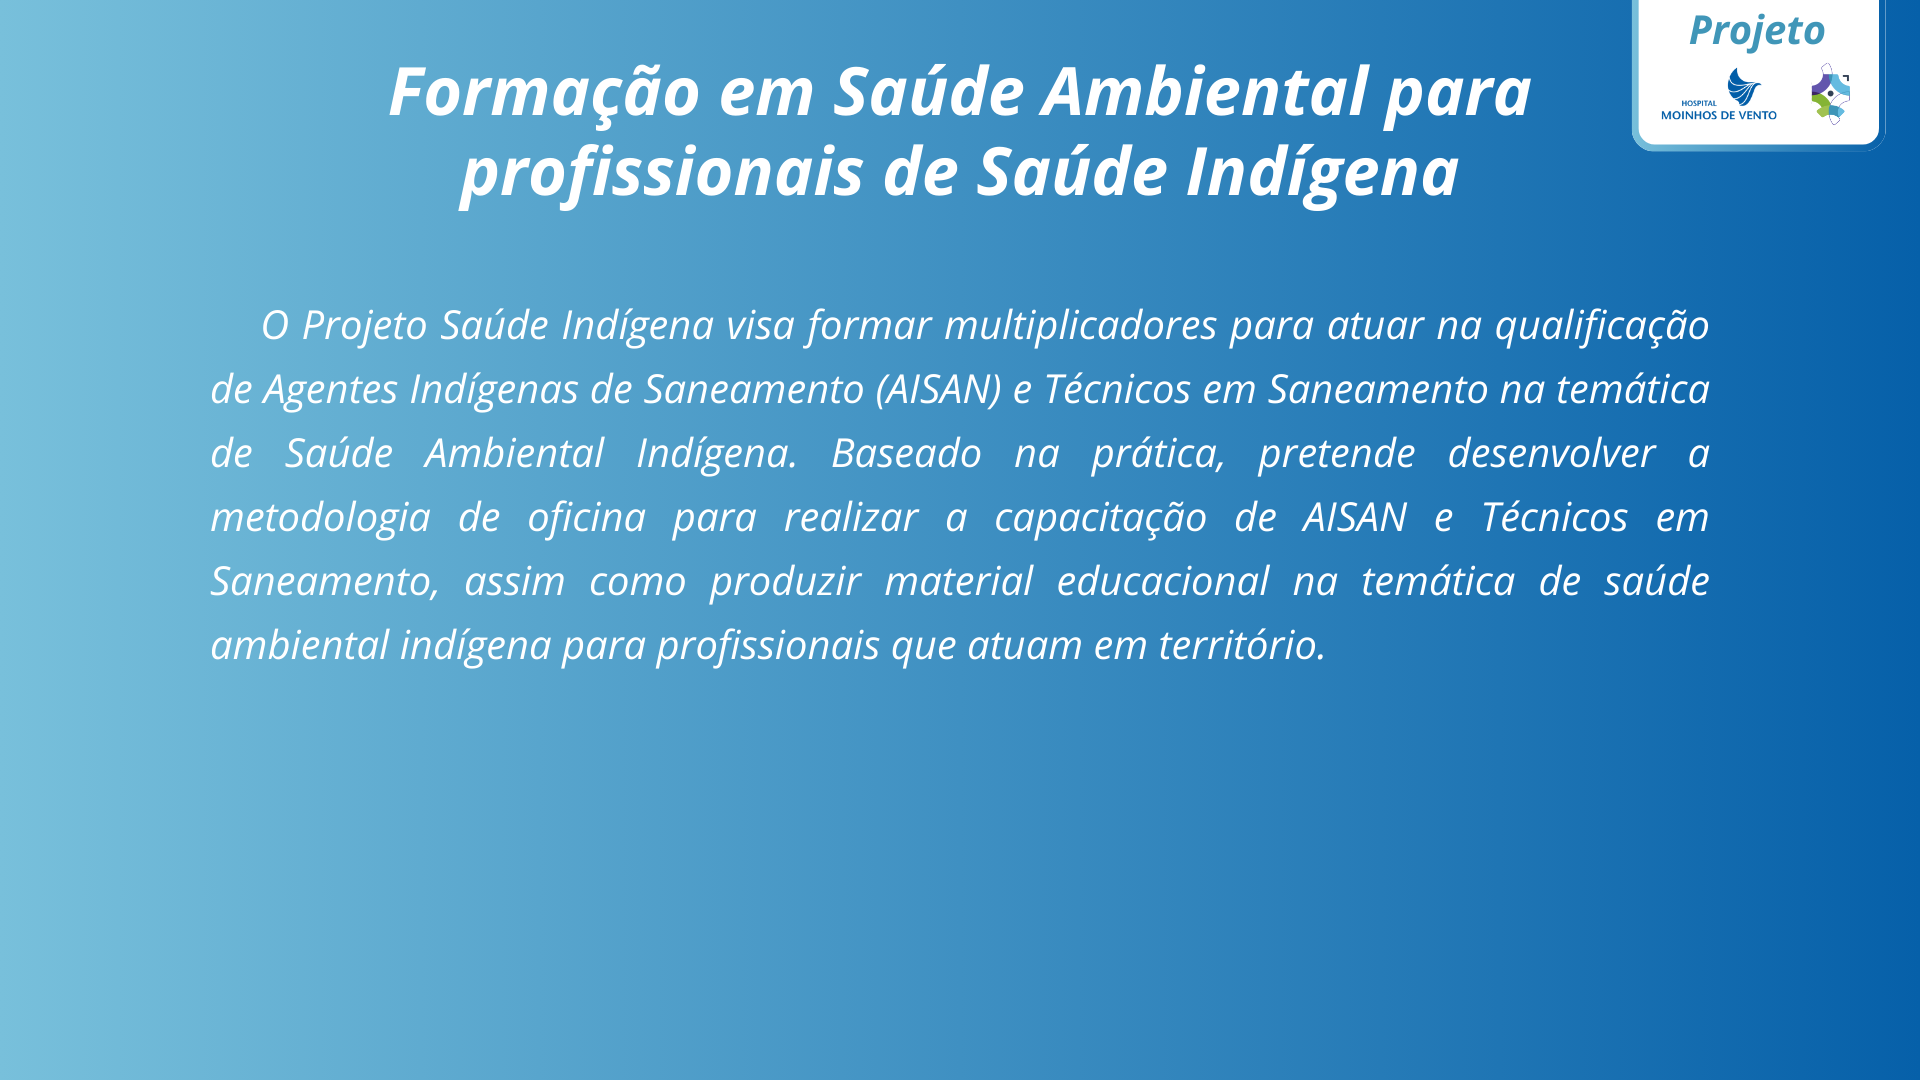 Projeto
HOSPITAL
MOINHOS DE VENTO
Formação em Saúde Ambiental para
profissionais de Saúde Indígena
O Projeto Saúde Indígena visa formar multiplicadores para atuar na qualificação
de Agentes Indígenas de Saneamento (AISAN) e Técnicos em Saneamento na temática
de Saúde Ambiental Indígena. Baseado na prática, pretende desenvolver a
metodologia de oficina para realizar a capacitação de AISAN e Técnicos em
Saneamento, assim como produzir material educacional na temática de saúde
ambiental indígena para profissionais que atuam em território.